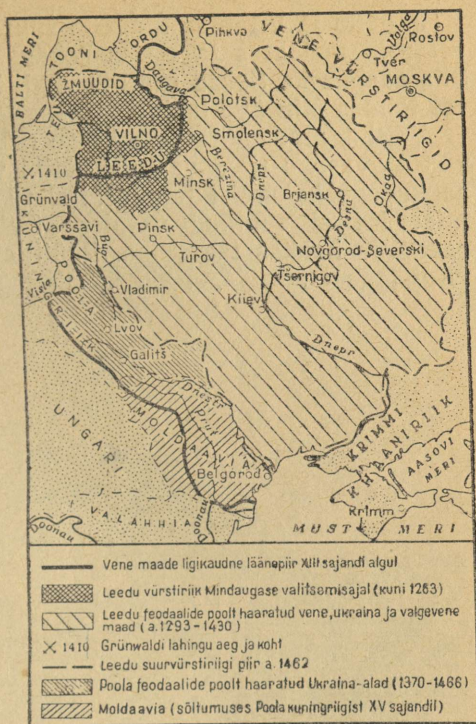 BALTI MERI
TEUTOONI ORDU
Pihkva
Rostov
Volga
VENE VÜRSTIRIIGID
Tver
MOSKVA
ŽMUUDID
Daugava
Polotsk
VILNO
LEEDU
Smolensk
X 1410
Grünwald
Minsk
Berezina
Dnepr
Brjansk
Desna
Okaa
Varssavi
Pinsk
Turov
Bug
Novgorod-Severski
Tšernigov
Visla
POOLA
KUNINGRIIK
Vladimir
Kiiev
Lvov
Galitš
Dnepr
Dnestr
Prut
UNGARI
MOLDAAVIA
Belgorod
KRIMMI
KHAANIRIIK
AASOVI
MERI
Krimm
VALAHHIA
Doonau
Doonau
MUST MERI
Vene maade ligikaudne läänepiir XIII sajandi algul
Leedu vürstiriik Mindaugase valitsemisajal (kuni 1263)
Leedu feodaalide poolt haaratud vene, ukraina ja valgevene
maad (a. 1293-1430)
X 1410 Grünwaldi lahingu aeg ja koht
Leedu suurvürstiriigi piir a. 1462
Poola feodaalide poolt haaratud Ukraina-alad (1370-1466)
Moldaavia (sõltumuses Poola kuningriigist XV sajandil)